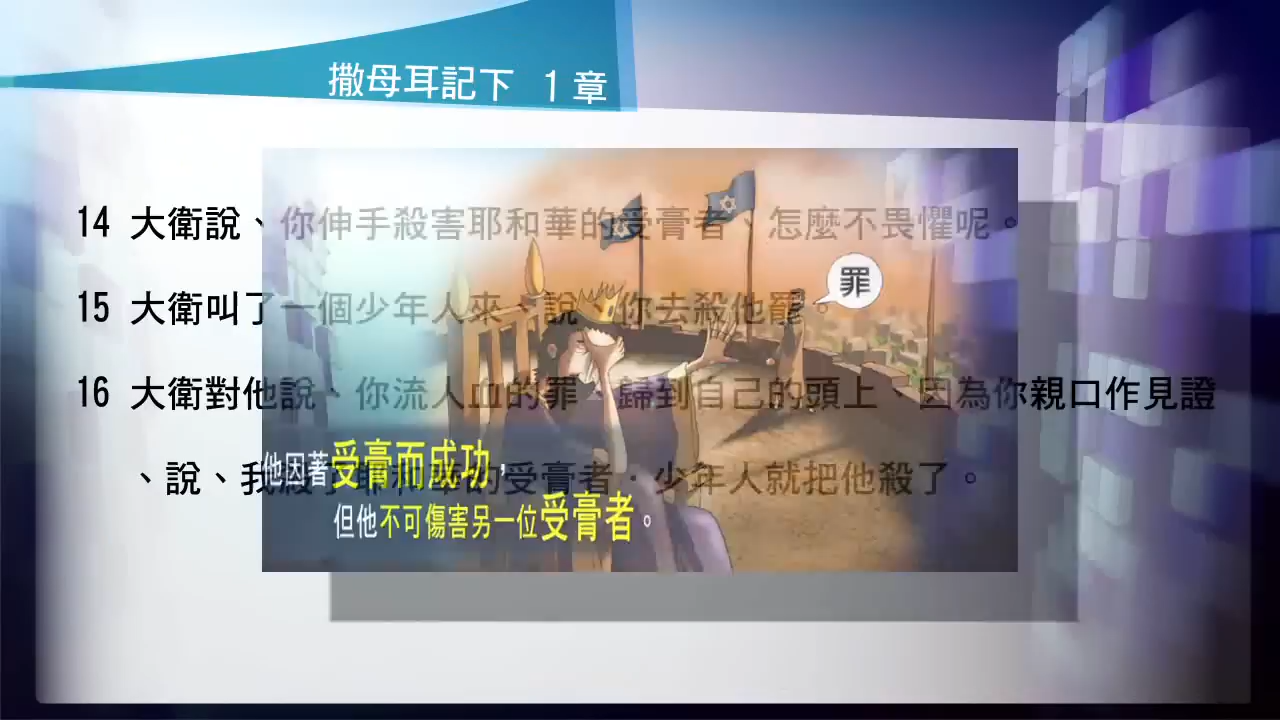 撒母耳記下 1 章
14 大衛說、你伸手殺害耶和華的受膏者、怎麼不畏懼呢。
15 大衛叫了一個少年人來、說、你去殺他罷。
罪
16 大衛對他說、你流人血的罪、歸到自己的頭上、因為你親口作見證
、說、我殺了耶和華的受膏者．少年人就把他殺了。
他因著受膏而成功，
但他不可傷害另一位受膏者。